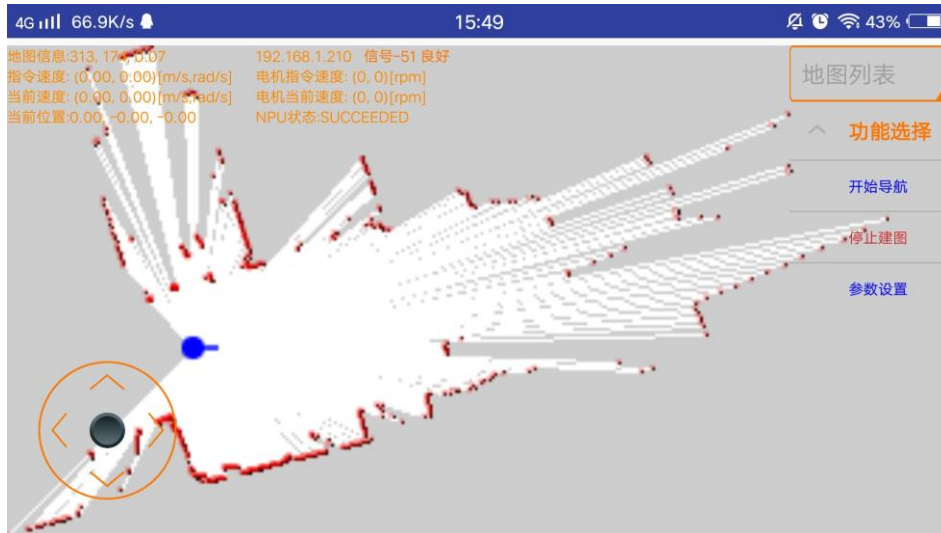 4G 66.9K/s 15:49 43%
地图信息:313, 174, 0.07 192.168.1.210 信号-51 良好
指令速度: (0.00, 0.00)[m/s,rad/s] 电机指令速度: (0, 0)[rpm]
当前速度: (0.00, 0.00)[m/s,rad/s] 电机当前速度: (0, 0)[rpm]
当前位置:0.00, -0.00, -0.00 NPU状态:SUCCEEDED
地图列表
功能选择
开始导航
停止建图
参数设置